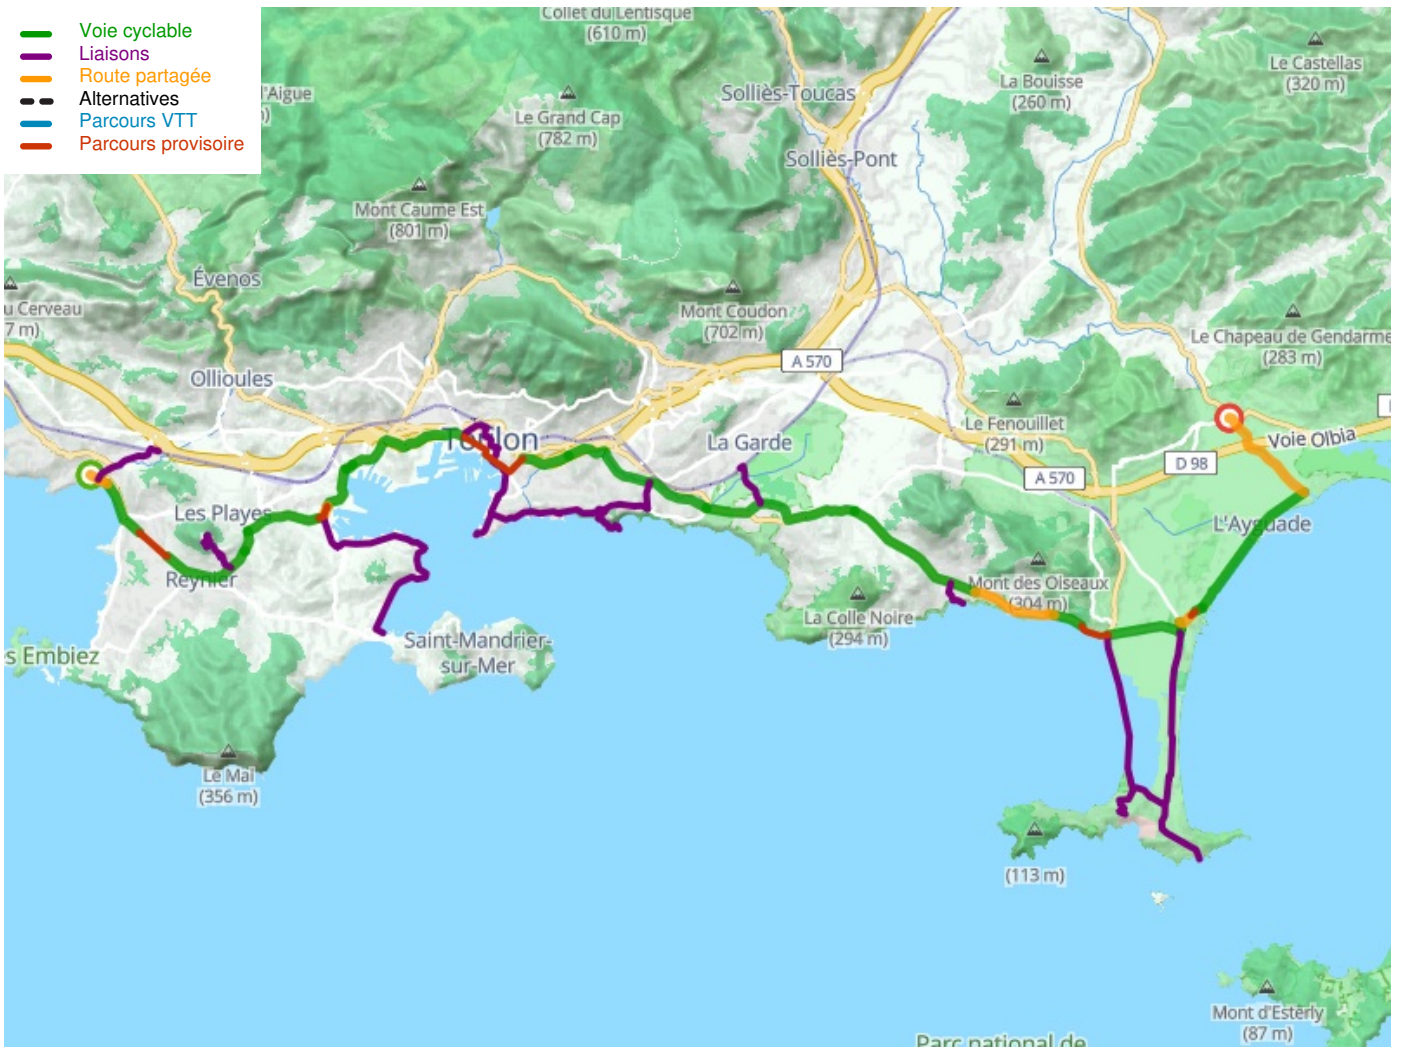 Voie cyclable
Liaisons
Route partagée
Alternatives
Parcours VTT
Parcours provisoire
Collet du Lentisque
(610 m)
Le Castellas
(320 m)
La Bouisse
(260 m)
Solliès-Toucas
l'Aigue
Le Grand Cap
(782 m)
Solliès-Pont
Mont Caume Est
(801 m)
Évenos
u Cerveau
7 m)
Mont Coudon
(702 m)
Le Chapeau de Gendarme
(283 m)
A 570
Ollioules
Le Fenouillet
(291 m)
Toulon
La Garde
Voie Olbia
D 98
A 570
Les Playes
L'Ayguade
Reynier
Mont des Oiseaux
(304 m)
La Colle Noire
(294 m)
Saint-Mandrier-
sur-Mer
s Embiez
Le Mai
(356 m)
(113 m)
Mont d'Esterly
(87 m)
Parc national de